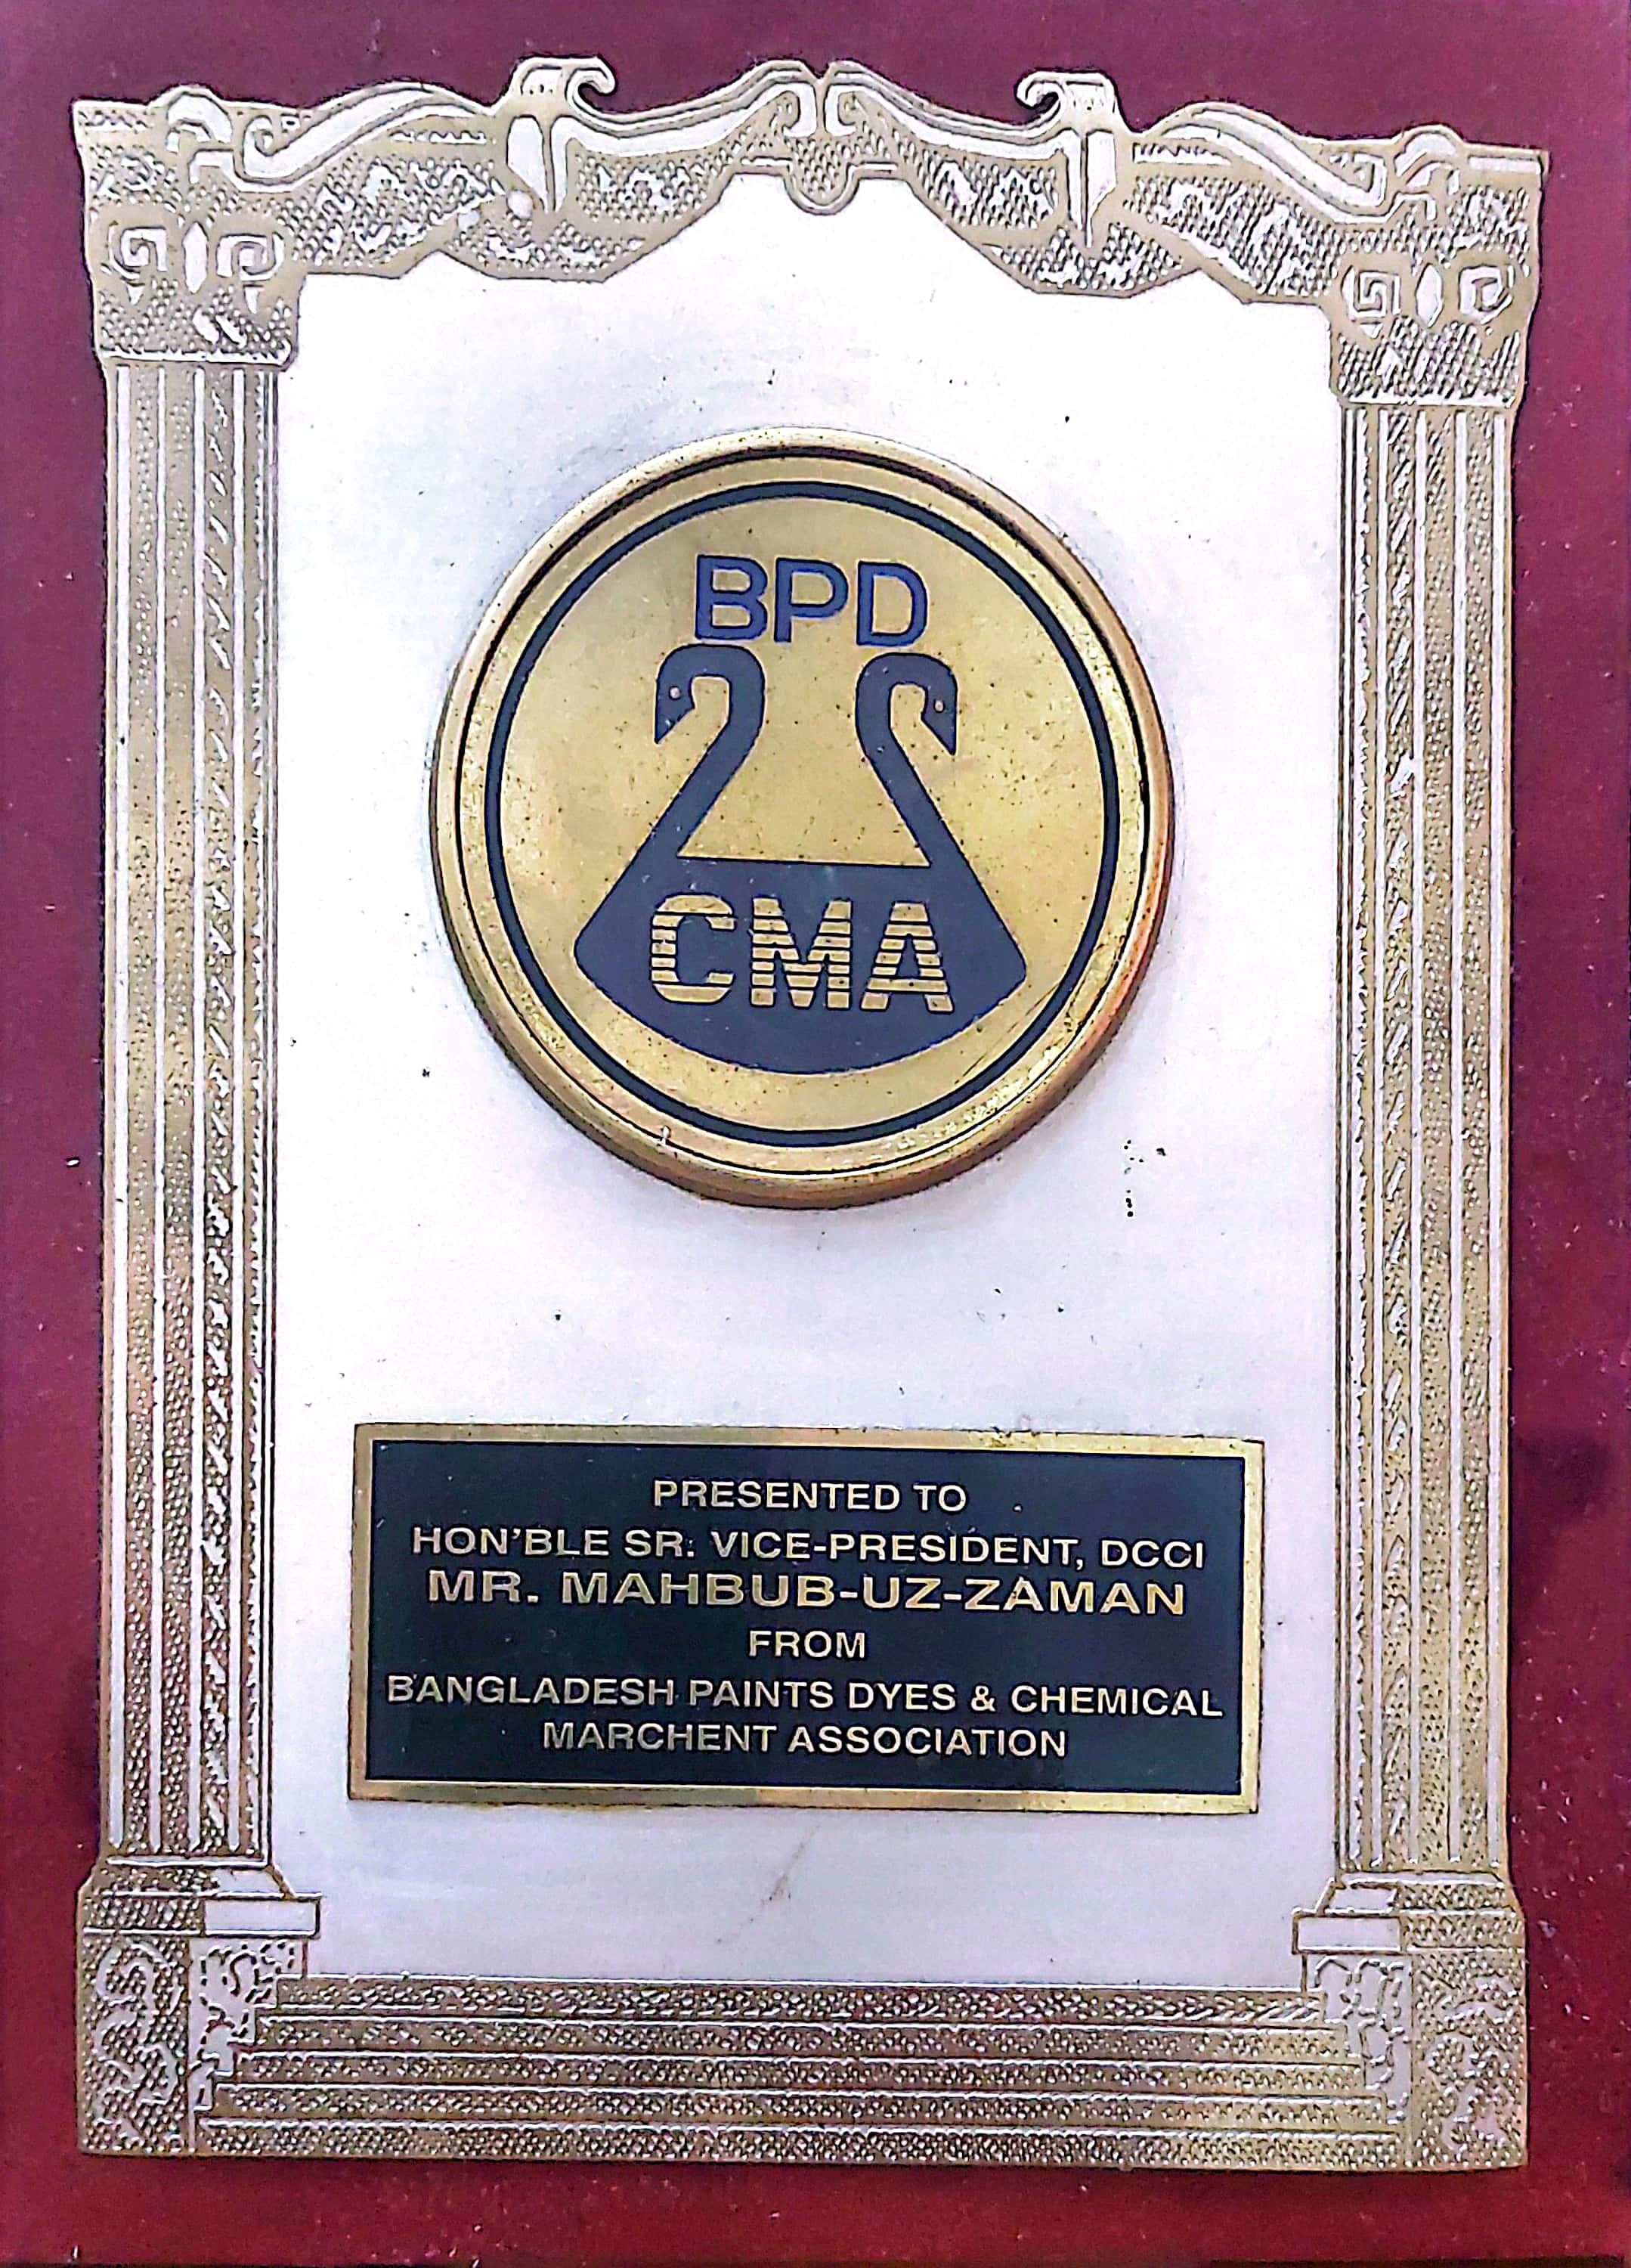 BPD
CMA
PRESENTED TO
HON'BLE SR. VICE-PRESIDENT, DCCI
MR. MAHBUB-UZ-ZAMAN
FROM
BANGLADESH PAINTS DYES & CHEMICAL
MARCHENT ASSOCIATION